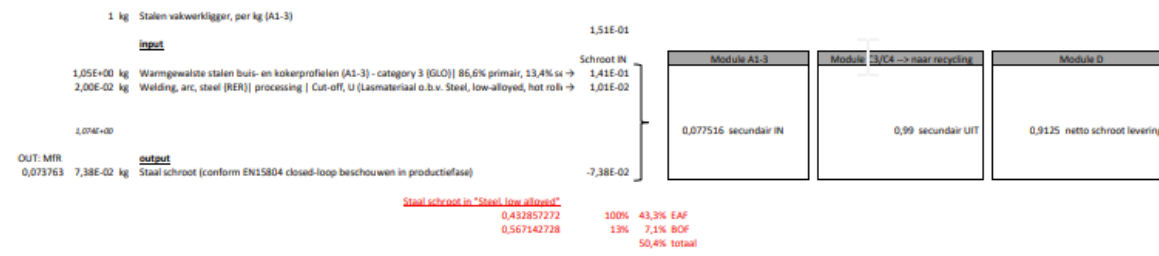 1 kg Stalen vakwerkligger, per kg (A1-3)
1,51E-01
input
Schroot IN
Module A1-3
Module C3/C4 --> naar recycling
Module D
1,05E+00 kg Warmgewalste stalen buis- en kokerprofielen (A1-3) - category 3 (GLO)| 86,6% primair, 13,4% se → 1,41E-01
2,00E-02 kg Welding, arc, steel {RER}| processing | Cut-off, U (Lasmateriaal o.b.v. Steel, low-alloyed, hot rolle → 1,01E-02
1,074E+00
0,077516 secundair IN
0,99 secundair UIT
0,9125 netto schroot levering
OUT: MfR
output
0,073763 7,38E-02 kg Staal schroot (conform EN15804 closed-loop beschouwen in productiefase) -7,38E-02
Staal schroot in "Steel, low alloyed"
0,432857272 100% 43,3% EAF
0,567142728 13% 7,1% BOF
50,4% totaal